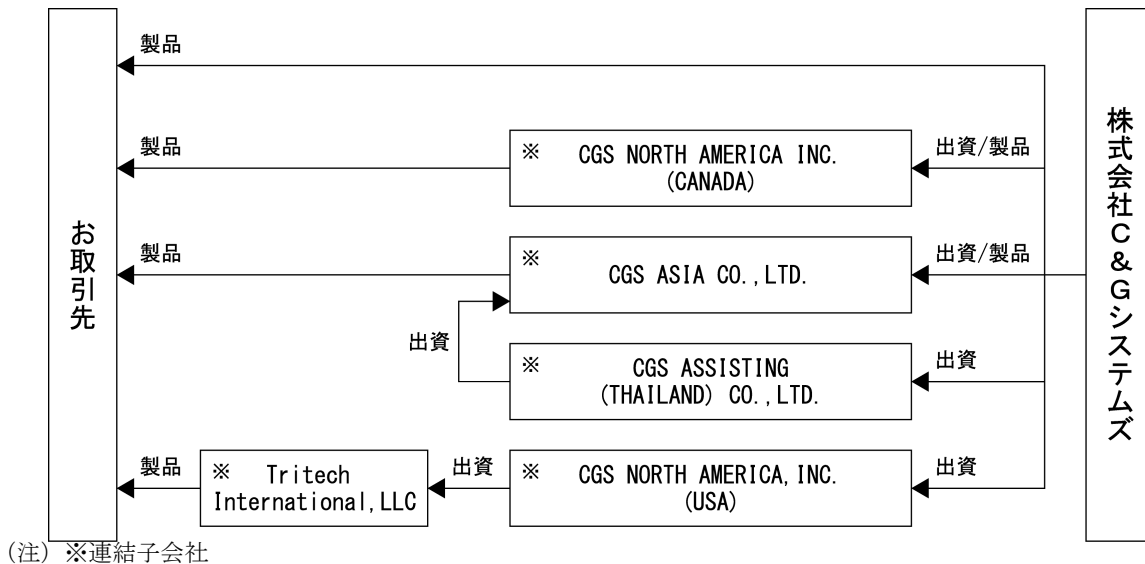 製品
製品
※ CGS NORTH AMERICA INC.
(CANADA)
出資/製品
製品
※ CGS ASIA CO.,LTD.
出資/製品
出資
※ CGS ASSISTING
(THAILAND) CO.,LTD.
出資
製品
※ Tritech
International,LLC
出資
※ CGS NORTH AMERICA,INC.
(USA)
出資
お取引先
株式会社C&Gシステムズ
(注) ※連結子会社